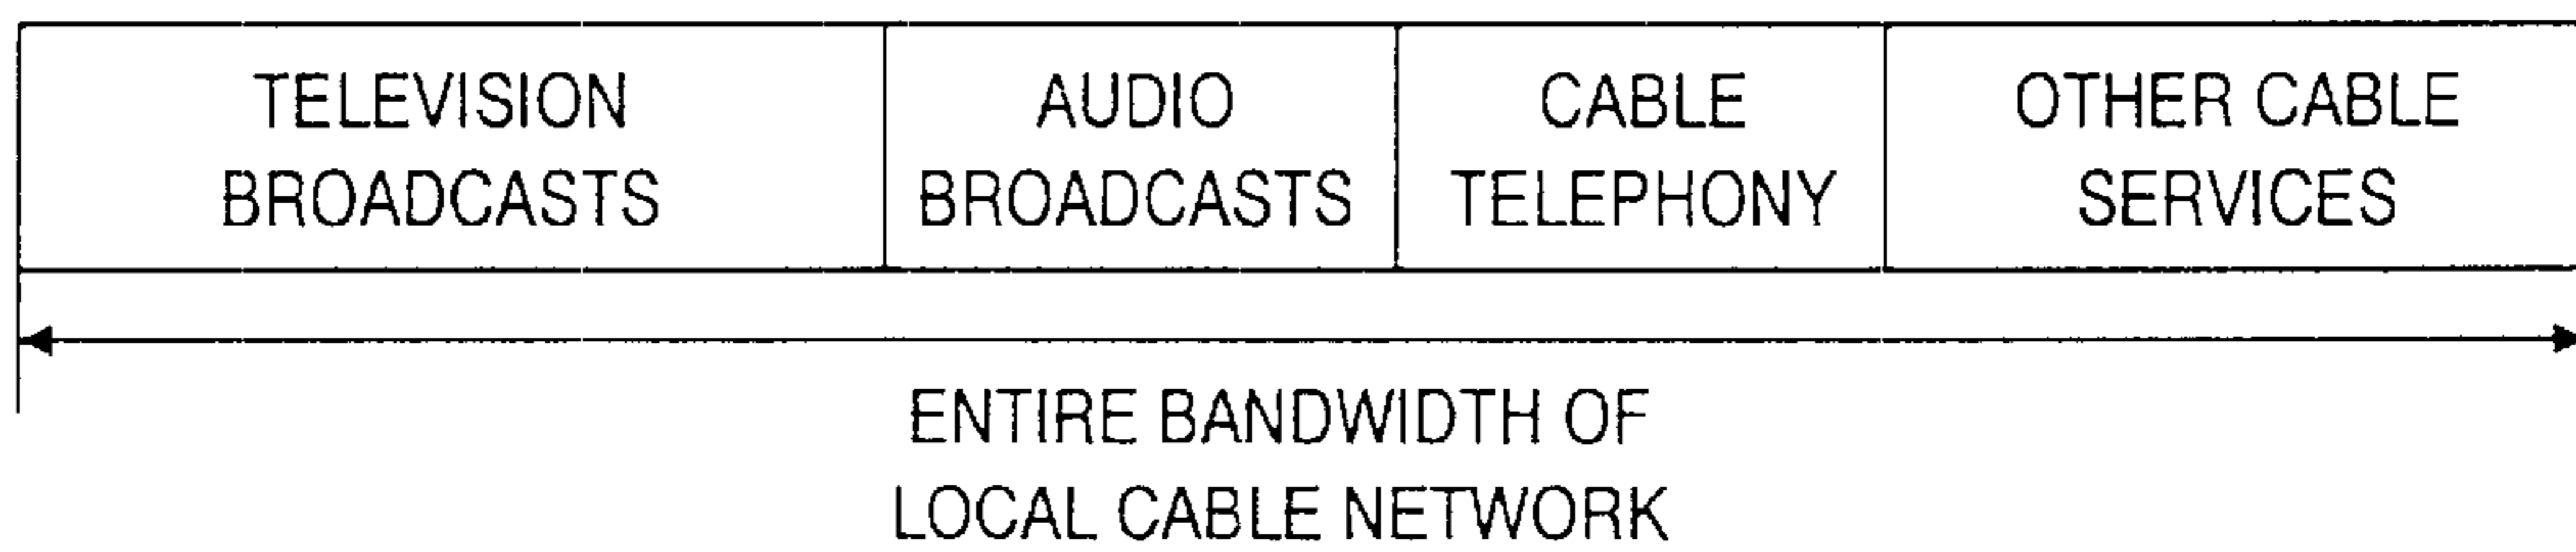 TELEVISION
BROADCASTS
AUDIO
BROADCASTS
CABLE
TELEPHONY
OTHER CABLE
SERVICES
ENTIRE BANDWIDTH OF
LOCAL CABLE NETWORK